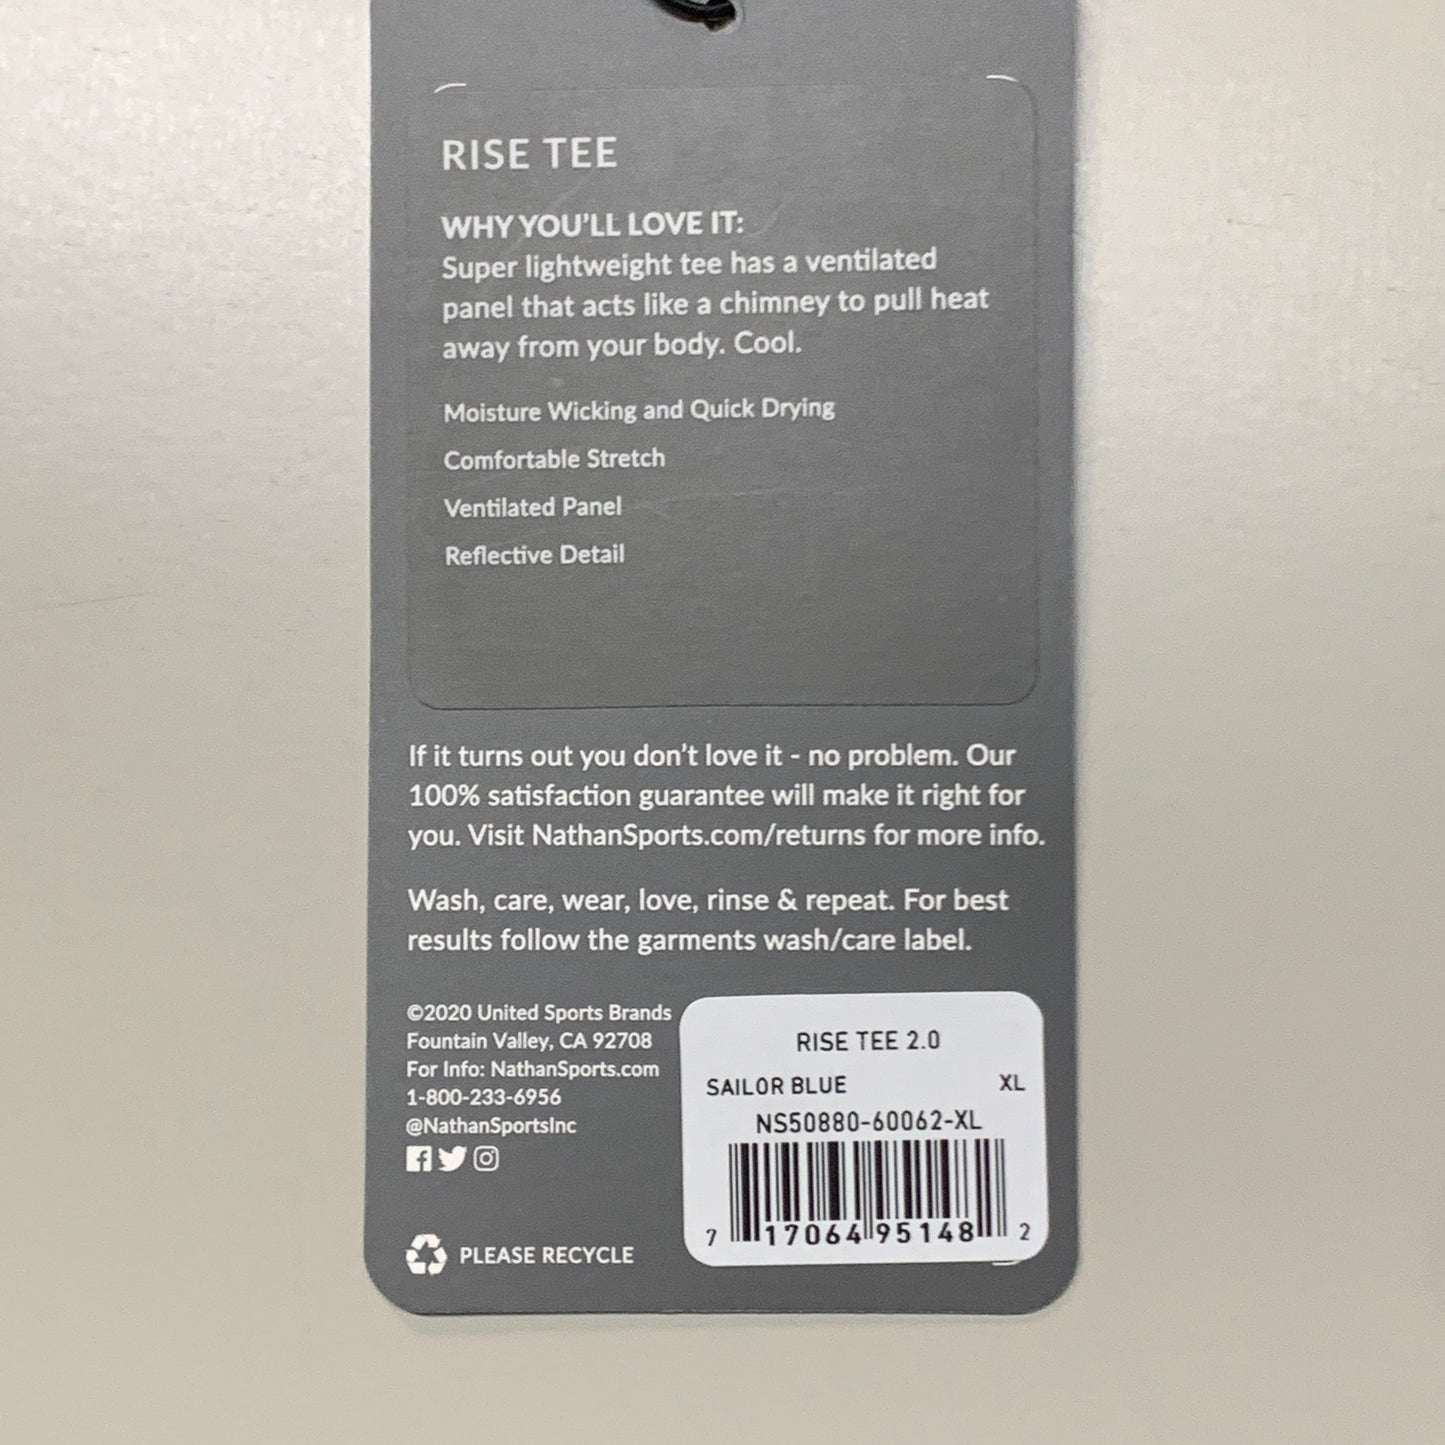 RISE TEE
WHY YOU'LL LOVE IT:
Super lightweight tee has a ventilated
panel that acts like a chimney to pull heat
away from your body. Cool.
Moisture Wicking and Quick Drying
Comfortable Stretch
Ventilated Panel
Reflective Detail
If it turns out you don't love it - no problem. Our
100% satisfaction guarantee will make it right for
you. Visit NathanSports.com/returns for more info.
Wash, care, wear, love, rinse & repeat. For best
results follow the garments wash/care label.
©2020 United Sports Brands
Fountain Valley, CA 92708
For Info: NathanSports.com
1-800-233-6956
@NathanSportsInc
PLEASE RECYCLE
RISE TEE 2.0
SAILOR BLUE XL
NS50880-60062-XL
7 17064 95148 2